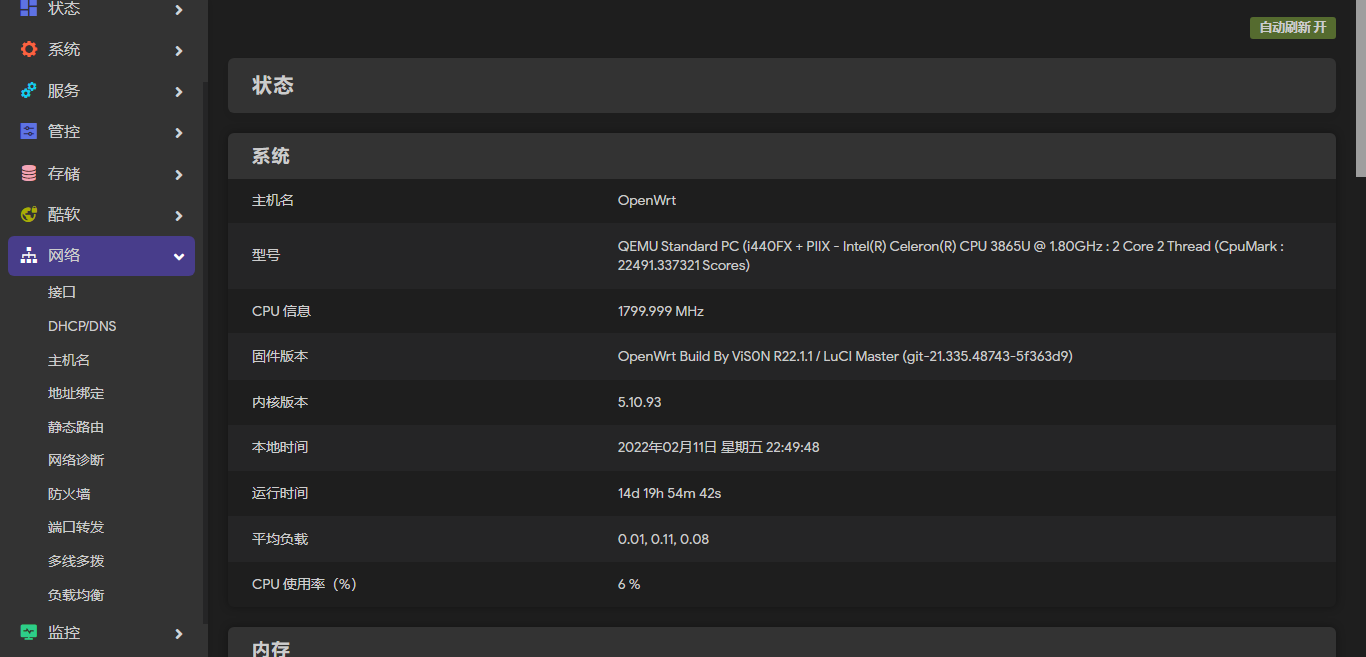 状态
系统
服务
管控
存储
酷软
网络
接口
DHCP/DNS
主机名
地址绑定
静态路由
网络诊断
防火墙
端口转发
多线多拨
负载均衡
监控
自动刷新 开
状态
系统
主机名 OpenWrt
型号 QEMU Standard PC (i440FX + PIIX - Intel(R) Celeron(R) CPU 3865U @ 1.80GHz : 2 Core 2 Thread (CpuMark :
22491.337321 Scores)
CPU 信息 1799.999 MHz
固件版本 OpenWrt Build By ViS0N R22.1.1 / LuCI Master (git-21.335.48743-5f363d9)
内核版本 5.10.93
本地时间 2022年02月11日 星期五 22:49:48
运行时间 14d 19h 54m 42s
平均负载 0.01, 0.11, 0.08
CPU 使用率（%） 6 %
内存